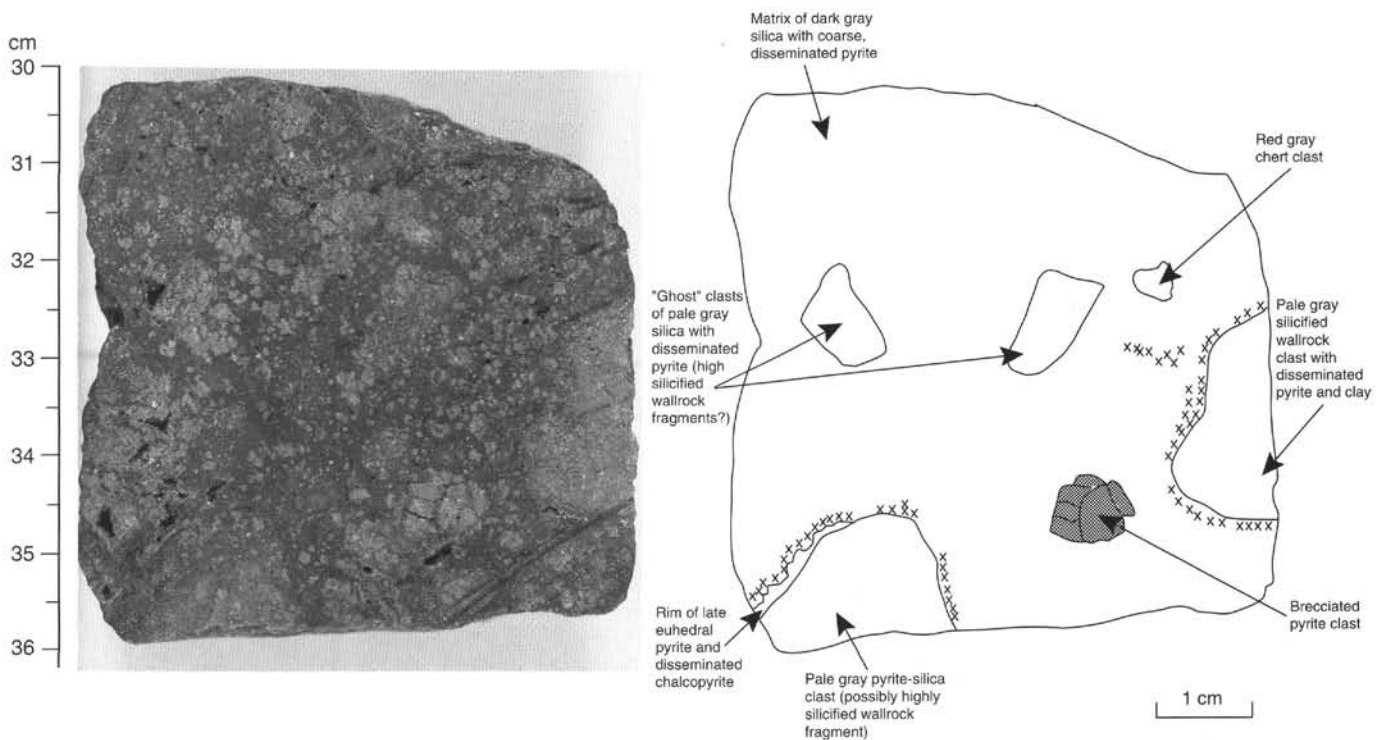 cm
30
31
32
33
34
35
36
Matrix of dark gray
silica with coarse,
disseminated pyrite
Red gray
chert clast
"Ghost" clasts
of pale gray
silica with
disseminated
pyrite (high
silicified
wallrock
fragments?)
Pale gray
silicified
wallrock
clast with
disseminated
pyrite and clay
Rim of late
euhedral
pyrite and
disseminated
chalcopyrite
Pale gray pyrite-silica
clast (possibly highly
silicified wallrock
fragment)
Brecciated
pyrite clast
1 cm